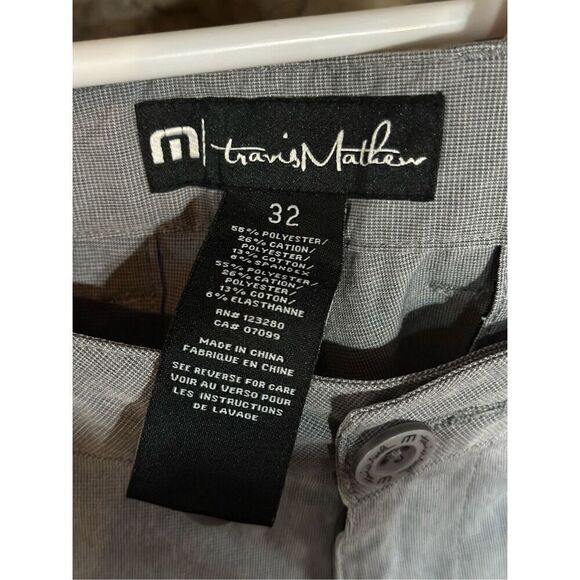 m | travisMathew
32
55% POLYESTER/
26% CATION/
POLYESTER/
13% COTTON/
6% SPANDEX
55% POLYESTER/
26% CATION/
POLYESTER/
13% COTON/
6% ELASTHANNE
RN# 123280
CA# 07099
MADE IN CHINA
FABRIQUE EN CHINE
SEE REVERSE FOR CARE
VOIR AU VERSO POUR
LES INSTRUCTIONS
DE LAVAGE